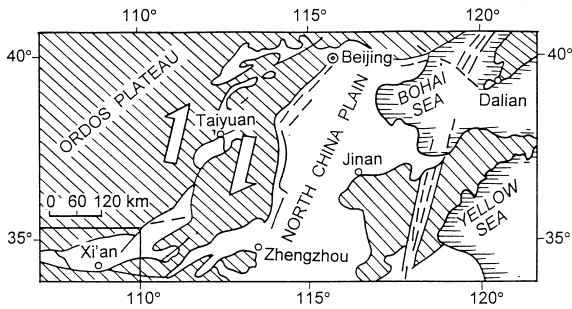 110°
115°
120°
40°
40°
Beijing
ORDOS PLATEAU
BOHAI
SEA
Dalian
Taiyuan
NORTH CHINA PLAIN
Jinan
0 60 120 km
YELLOW
SEA
35°
35°
Xi'an
Zhengzhou
110°
115°
120°